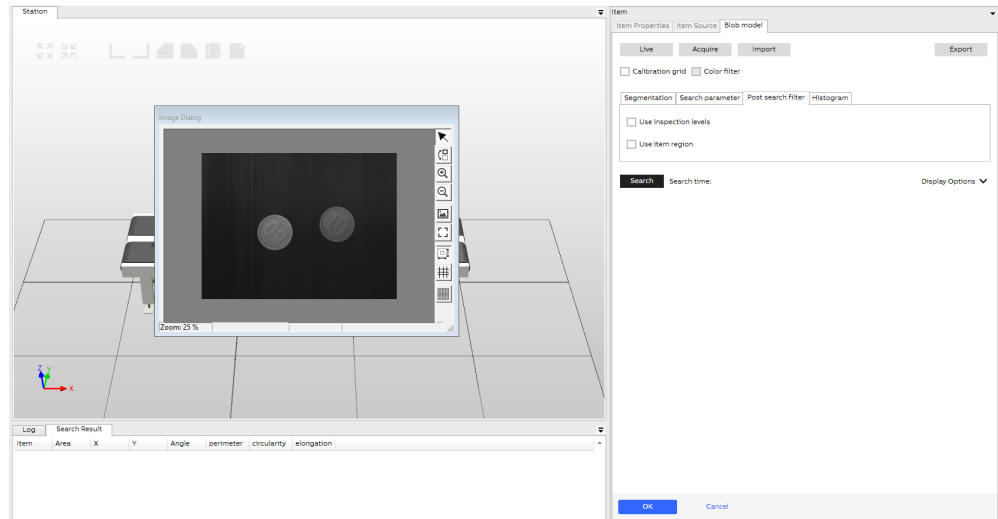 Station
Image Dialog
Zoom: 25 %
Z
Y
X
Log
Search Result
Item
Area
X
Y
Angle
perimeter
circularity
elongation
Item
Item Properties
Item Source
Blob model
Live
Acquire
Import
Export
Calibration grid
Color filter
Segmentation
Search parameter
Post search filter
Histogram
Use inspection levels
Use item region
Search
Search time:
Display Options
OK
Cancel